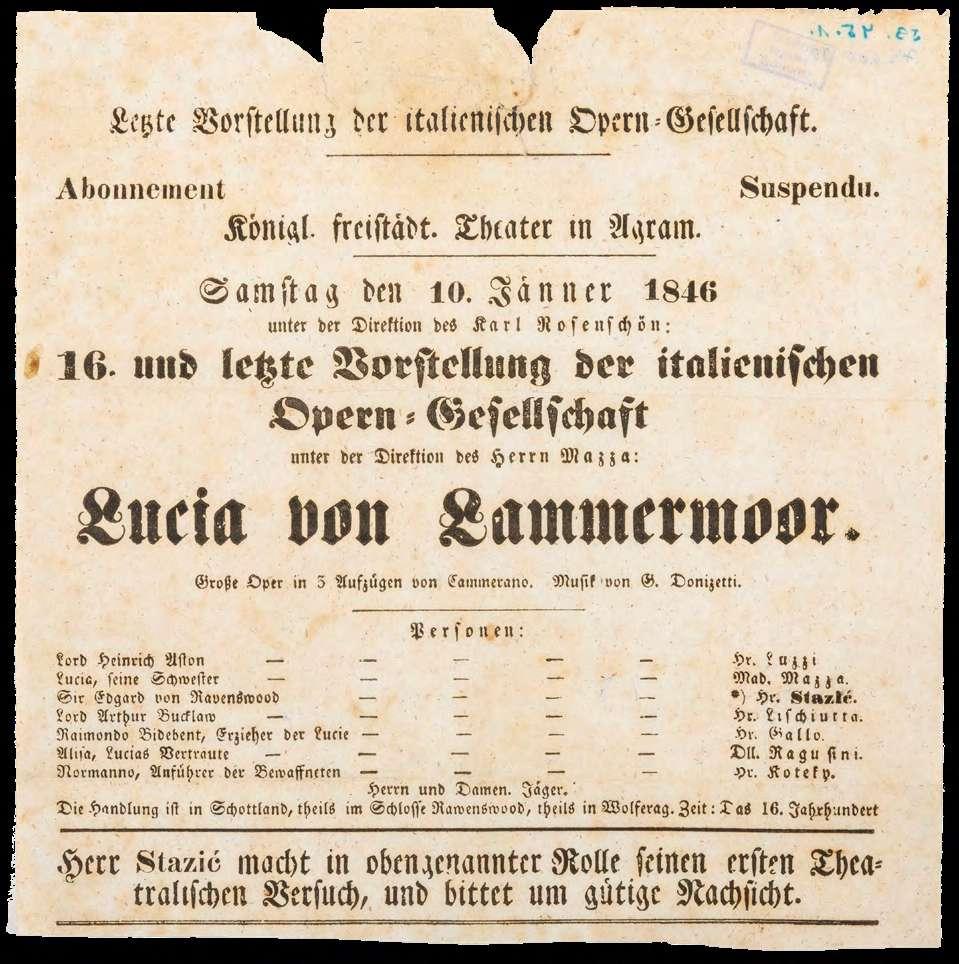 Letzte Vorstellung der italienischen Opern-Gesellschaft.
Abonnement Suspendu.
Königl. freistädt. Theater in Agram.
Samstag den 10. Jänner 1846
unter der Direktion des Karl Rosenschön:
16. und letzte Vorstellung der italienischen
Opern-Gesellschaft
unter der Direktion des Herrn Mazza:
Lucia von Lammermoor.
Große Oper in 3 Aufzügen von Cammerano. Musik von G. Donizetti.
Personen:
Lord Heinrich Aston — — — — — Hr. Luzzi
Lucia, seine Schwester — — — — — Mad. Mazza.
Sir Edgard von Ravenswood — — — — *) Hr. Stazić.
Lord Arthur Bucklaw — — — — — Hr. Lischiutta.
Raimondo Bidebent, Erzieher der Lucie — — — — Hr. Gallo.
Alisa, Lucias Vertraute — — — — — Dll. Ragusini.
Normanno, Anführer der Bewaffneten — — — — Hr. Koteky.
Herrn und Damen. Jäger.
Die Handlung ist in Schottland, theils im Schlosse Rawenswood, theils in Wolferag. Zeit: Das 16. Jahrhundert
Herr Stazić macht in obengenannter Rolle seinen ersten Thea-
tralischen Versuch, und bittet um gütige Nachsicht.